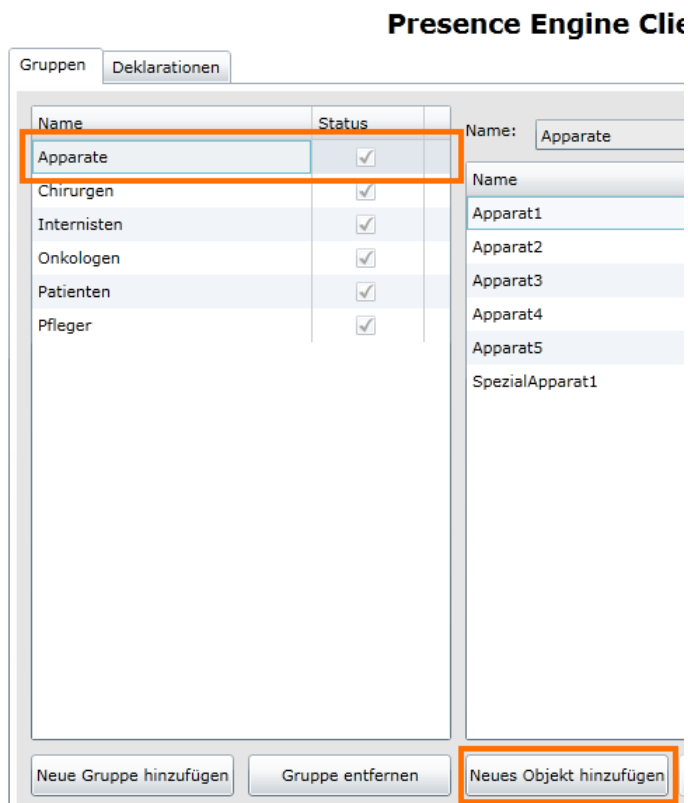 Presence Engine Clie
Gruppen Deklarationen
Name Status
Apparate
Chirurgen
Internisten
Onkologen
Patienten
Pfleger
Name: Apparate
Name
Apparat1
Apparat2
Apparat3
Apparat4
Apparat5
SpezialApparat1
Neue Gruppe hinzufügen Gruppe entfernen Neues Objekt hinzufügen